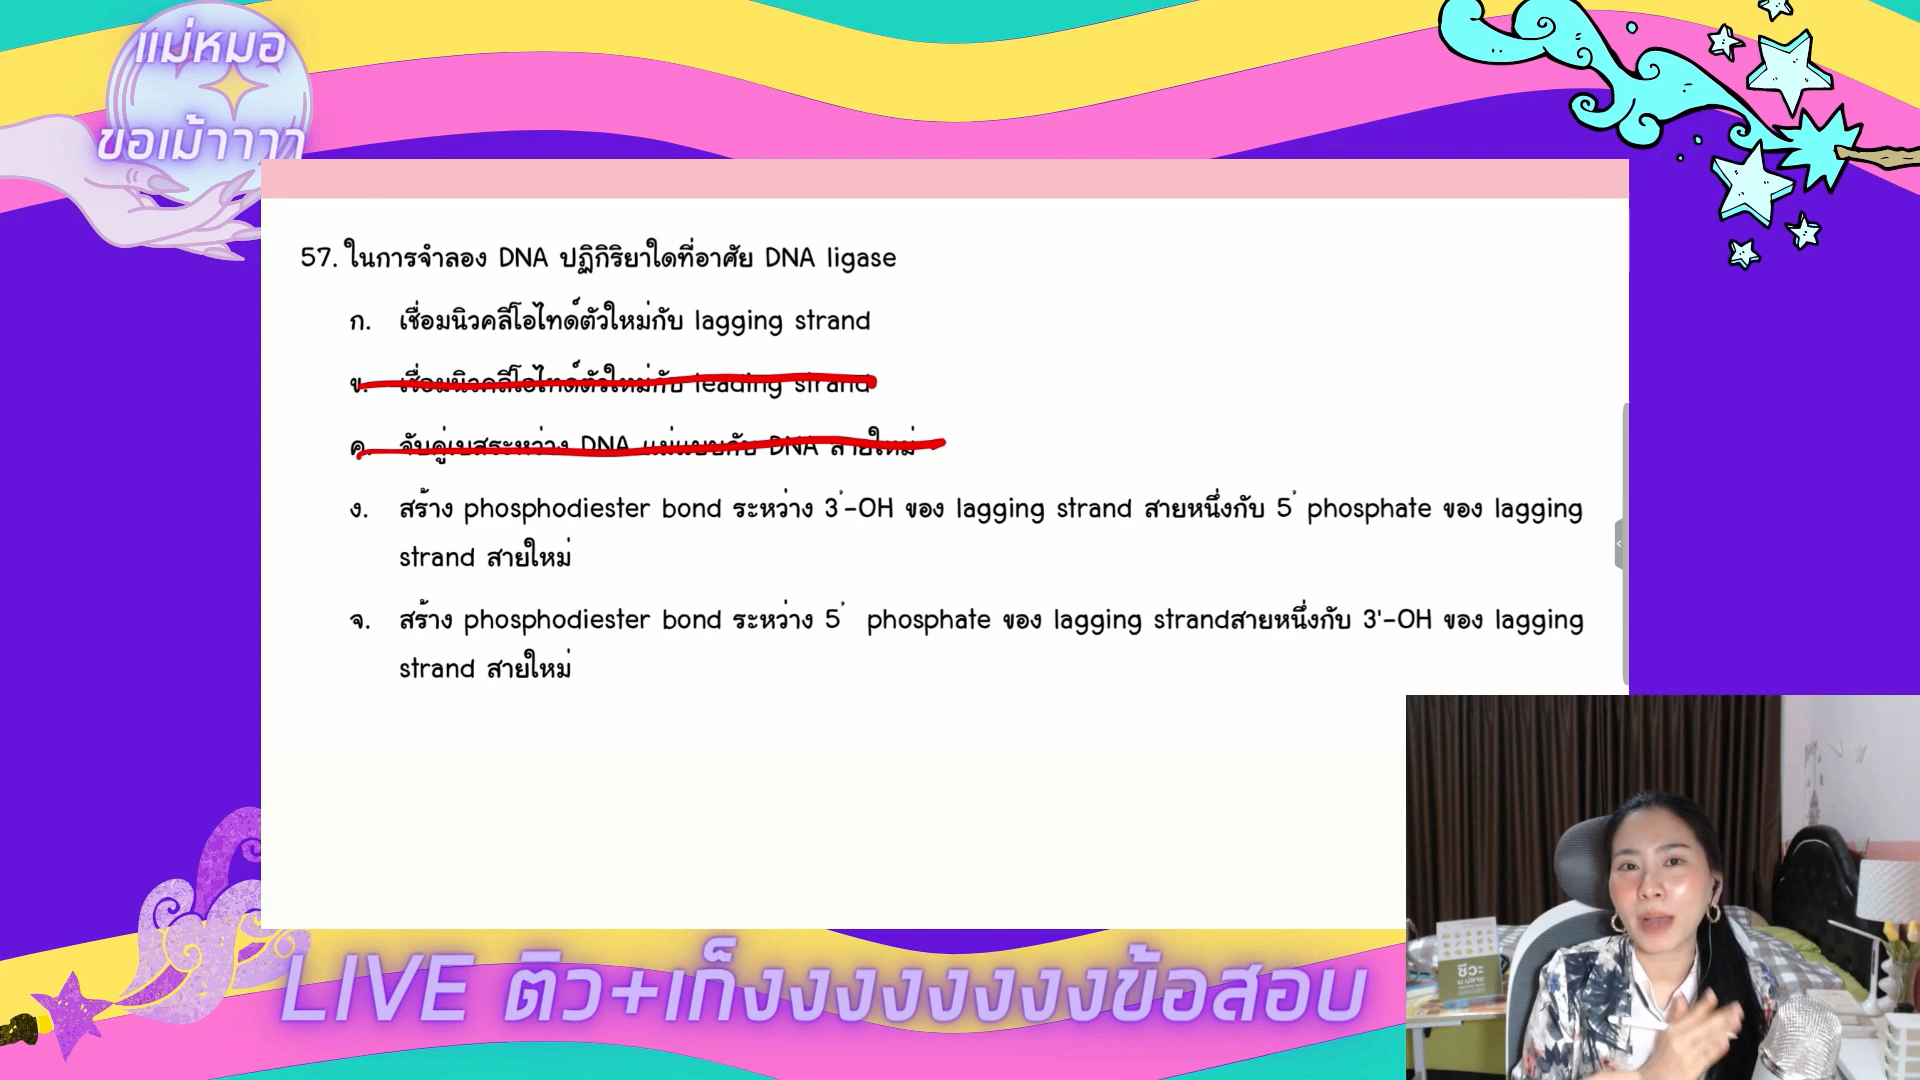 แม่หมอ
ขอเม้าาาา
57. ในการจำลอง DNA ปฏิกิริยาใดที่อาศัย DNA ligase
ก. เชื่อมนิวคลีโอไทด์ตัวใหม่กับ lagging strand
ข. เชื่อมนิวคลีโอไทด์ตัวใหม่กับ leading strand
ค. จับคู่เบสระหว่าง DNA แม่แบบกับ DNA สายใหม่
ง. สร้าง phosphodiester bond ระหว่าง 3'-OH ของ lagging strand สายหนึ่งกับ 5' phosphate ของ lagging
strand สายใหม่
จ. สร้าง phosphodiester bond ระหว่าง 5' phosphate ของ lagging strandสายหนึ่งกับ 3'-OH ของ lagging
strand สายใหม่
ชีวะ
ม.ปลาย
LIVE ติว+เก็งงงงงงงงข้อสอบ